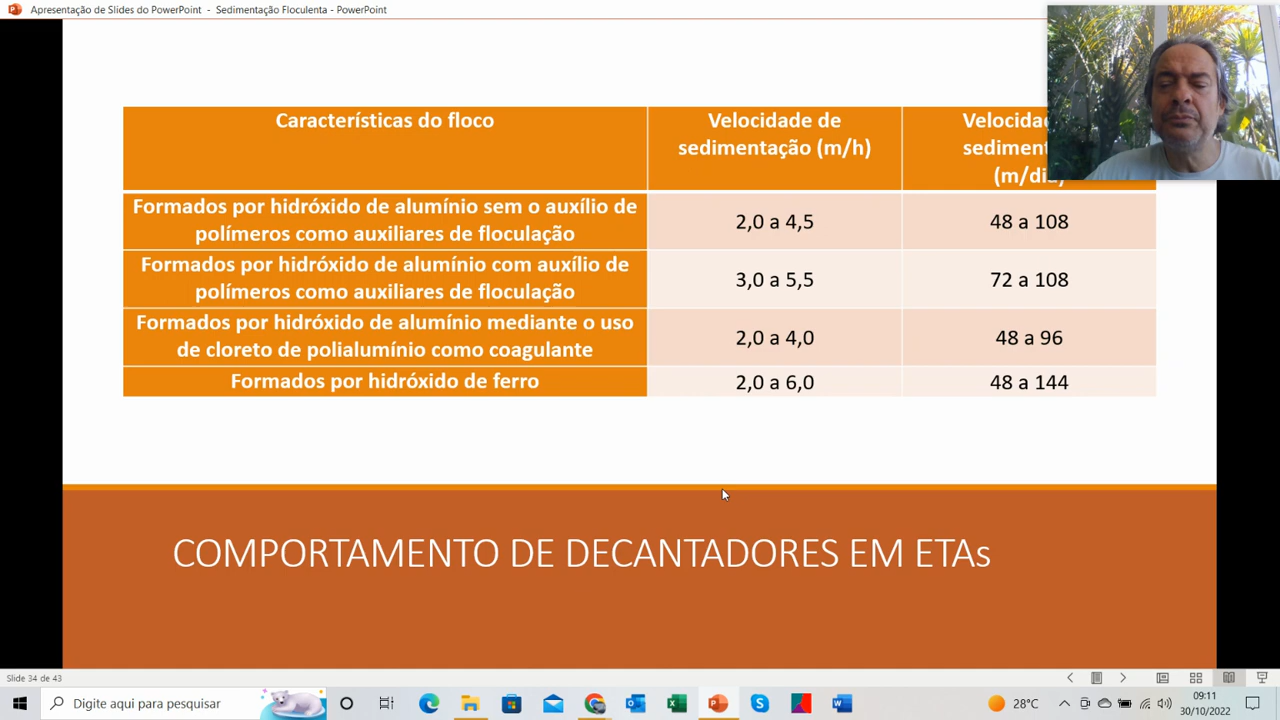 Apresentação de Slides do PowerPoint - Sedimentação Floculenta - PowerPoint
Características do floco
Velocidade de
sedimentação (m/h)
(m/dia)
Formados por hidróxido de alumínio sem o auxílio de
polímeros como auxiliares de floculação
2,0 a 4,5
48 a 108
Formados por hidróxido de alumínio com auxílio de
polímeros como auxiliares de floculação
3,0 a 5,5
72 a 108
Formados por hidróxido de alumínio mediante o uso
de cloreto de polialumínio como coagulante
2,0 a 4,0
48 a 96
Formados por hidróxido de ferro
2,0 a 6,0
48 a 144
COMPORTAMENTO DE DECANTADORES EM ETAs
Slide 34 de 43
Digite aqui para pesquisar
28°C
09:11
30/10/2022